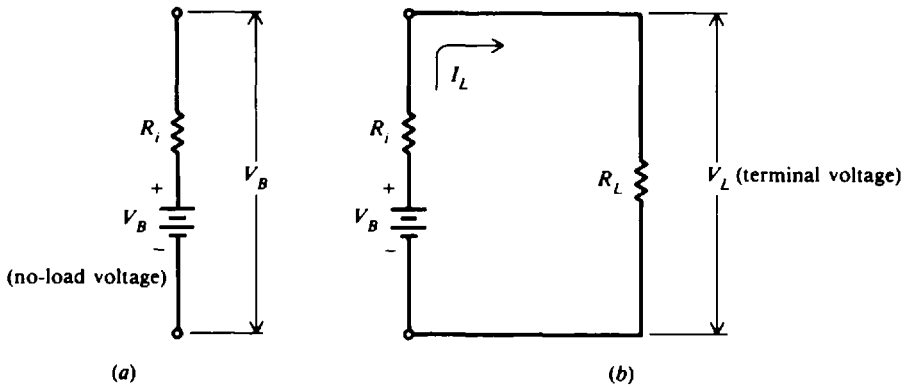 R_i
+
V_B
−
(no-load voltage)
V_B
(a)
I_L
R_i
+
V_B
−
R_L
V_L (terminal voltage)
(b)